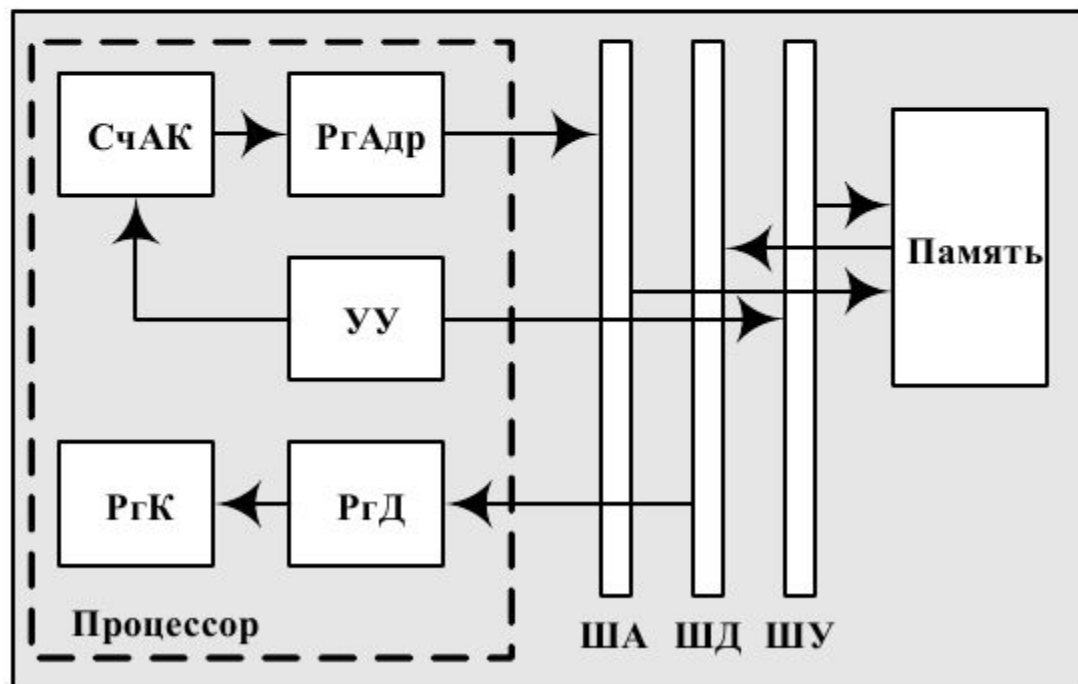 СчАК
РгАдр
УУ
Память
РгК
РгД
Процессор
ША
ШД
ШУ